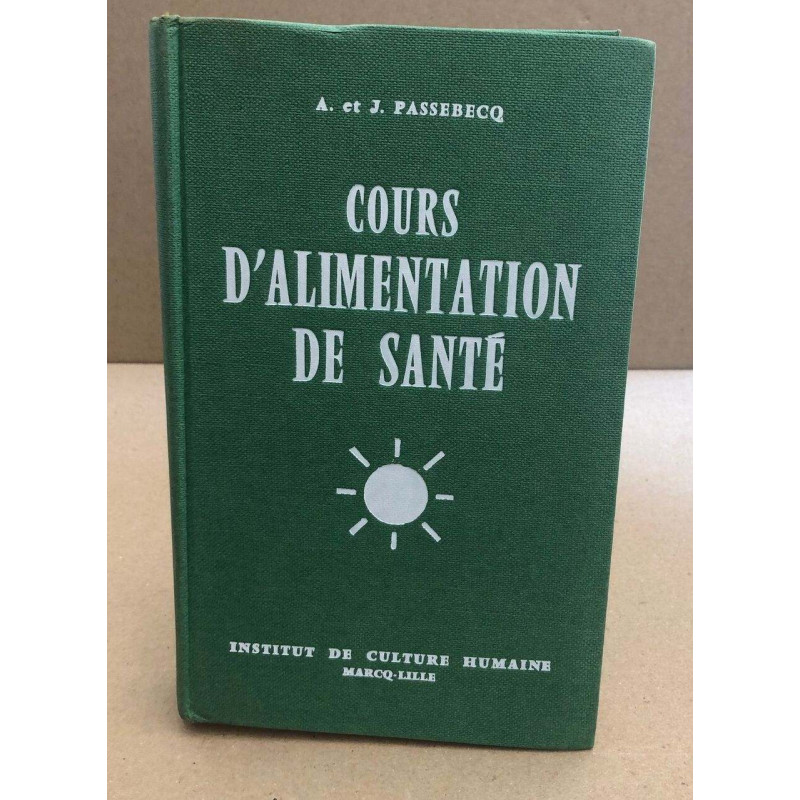 A. et J. PASSEBECQ
COURS
D'ALIMENTATION
DE SANTÉ
INSTITUT DE CULTURE HUMAINE
MARCQ-LILLE